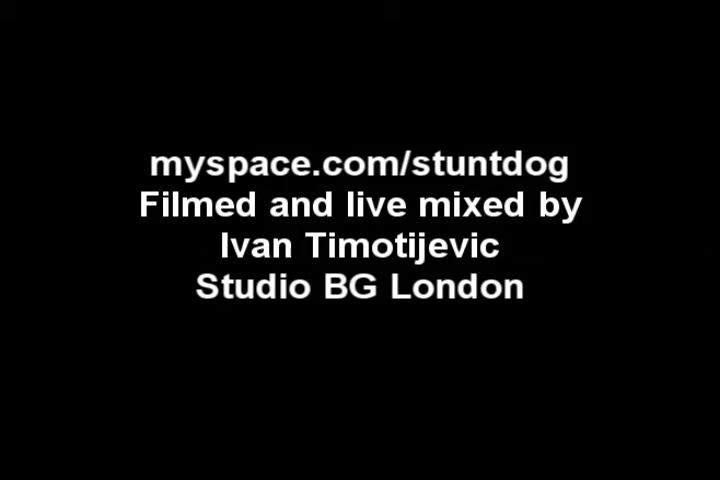 myspace.com/stuntdog
Filmed and live mixed by
Ivan Timotijevic
Studio BG London